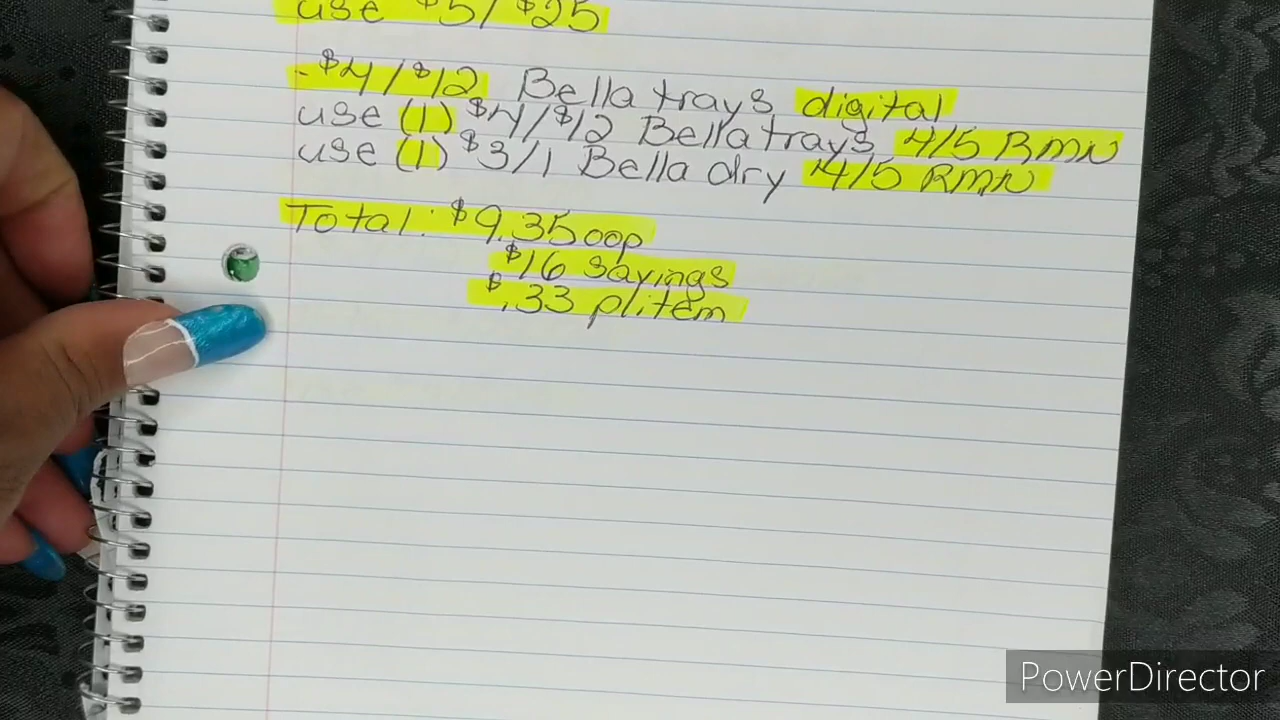 use $5/$25
-$4/$12 Bella trays digital
use (1) $4/$12 Bella trays 4/5 RMN
use (1) $3/1 Bella dry 4/5 RMN
Total: $9.35 oop
$16 savings
$.33 p/item
PowerDirector